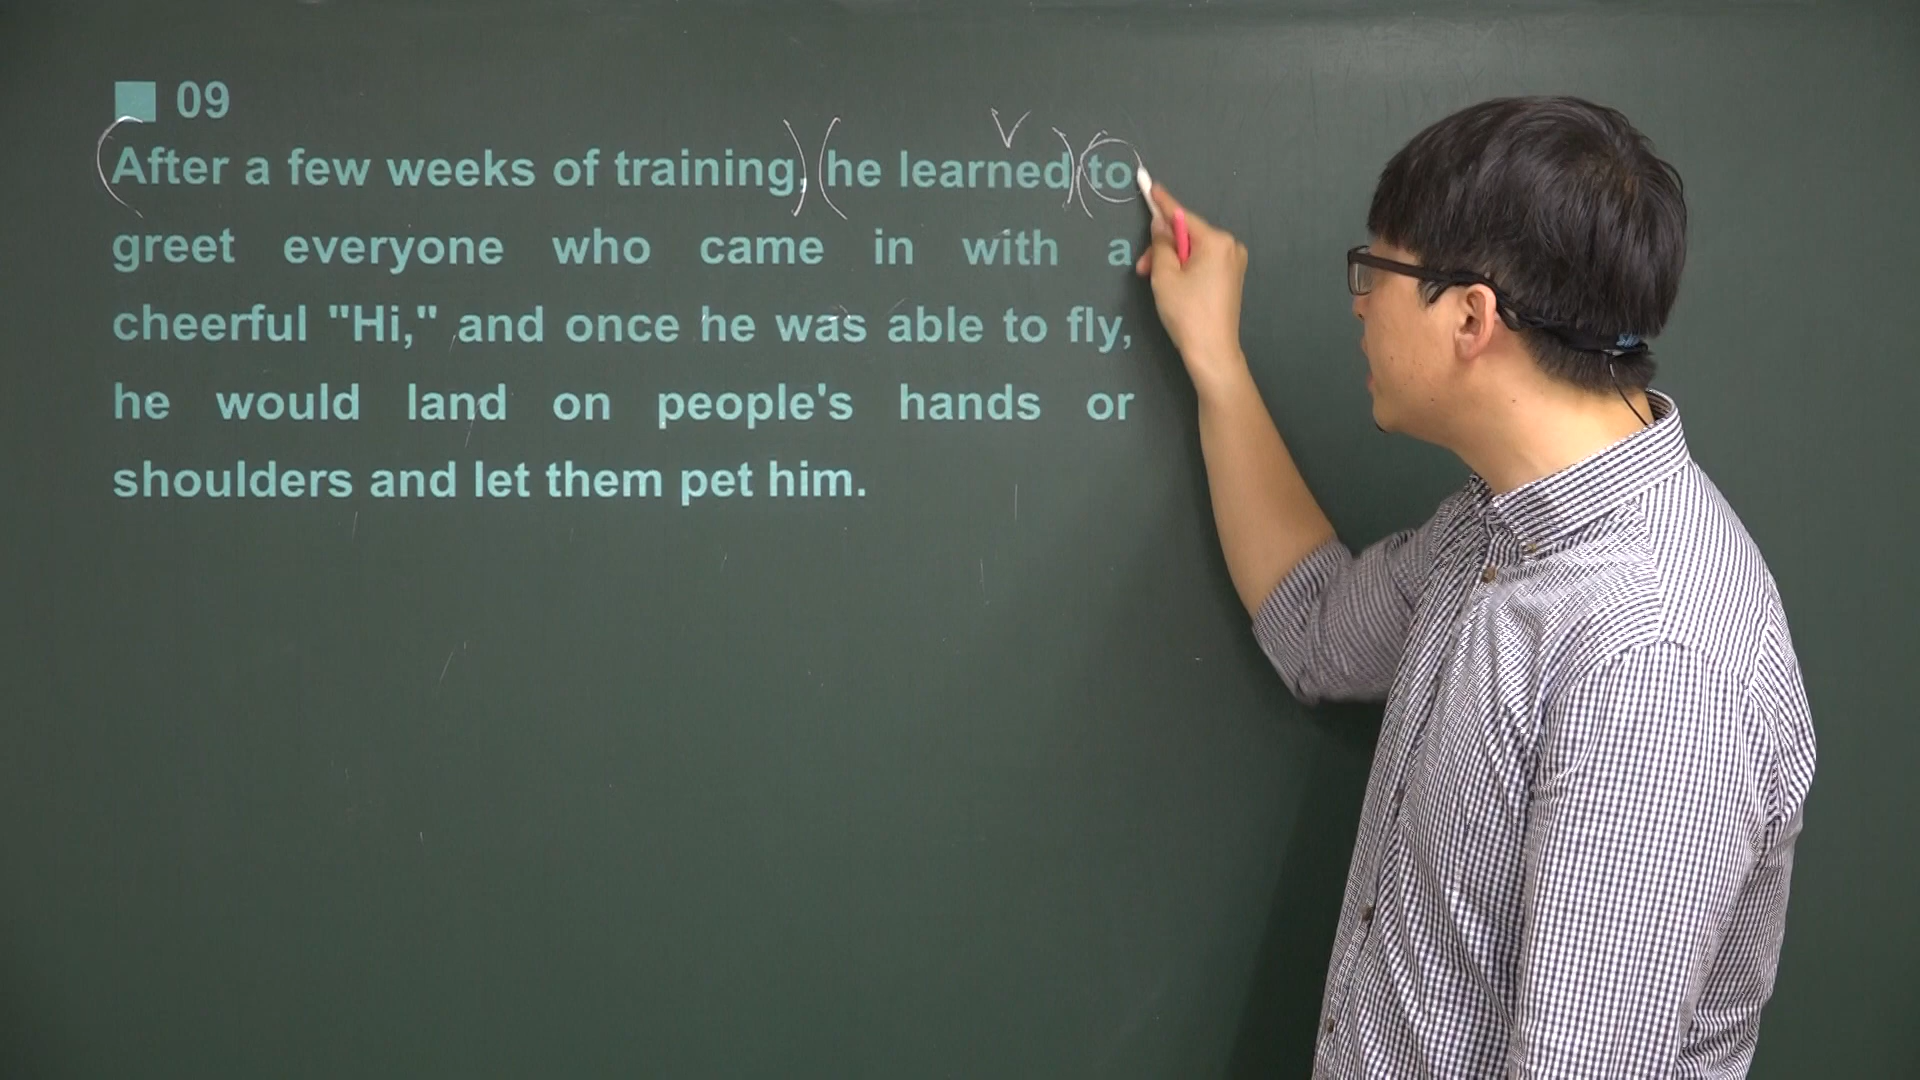 ■ 09
After a few weeks of training, he learned to
greet everyone who came in with a
cheerful "Hi," and once he was able to fly,
he would land on people's hands or
shoulders and let them pet him.